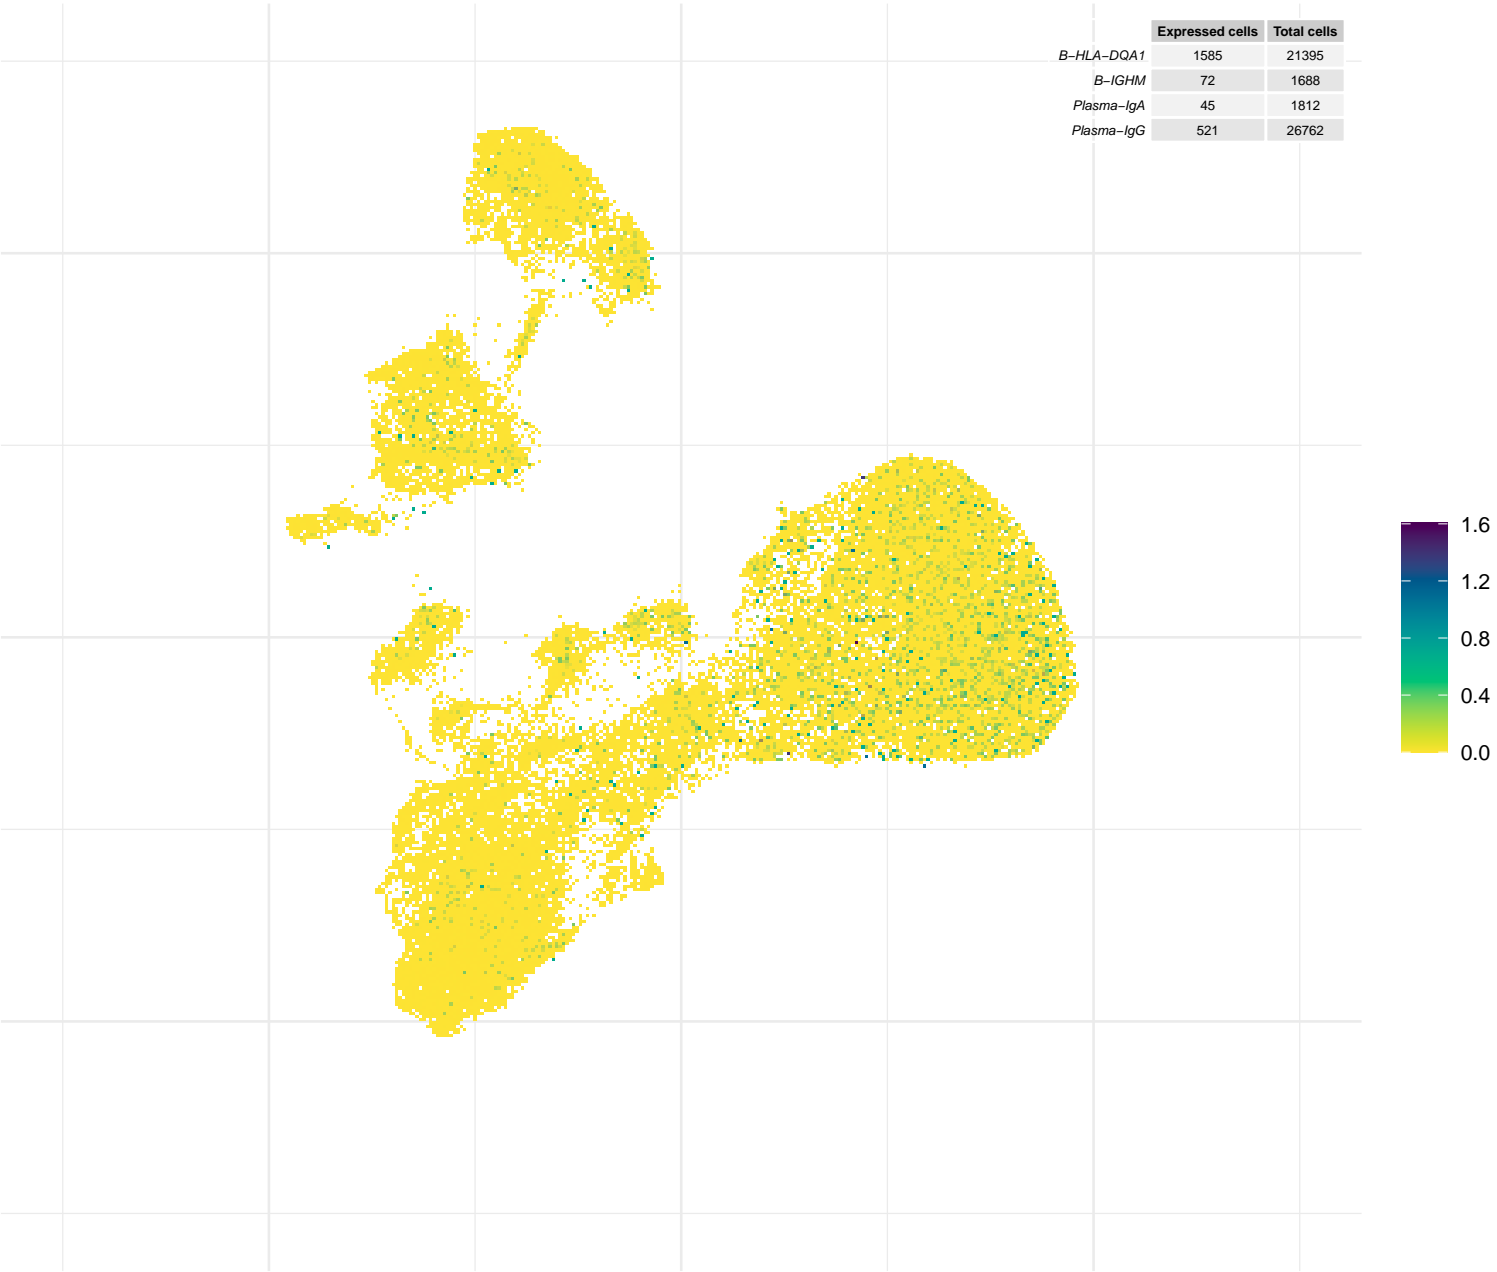 Expressed cells Total cells
B−HLA−DQA1 1585 21395
B−IGHM 72 1688
Plasma−IgA 45 1812
Plasma−IgG 521 26762
1.6
1.2
0.8
0.4
0.0